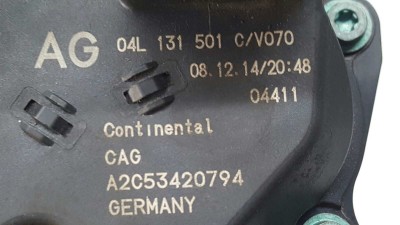 AG 04L 131 501 C/V070
08.12.14/20:48
04411
Continental
CAG
A2C53420794
GERMANY